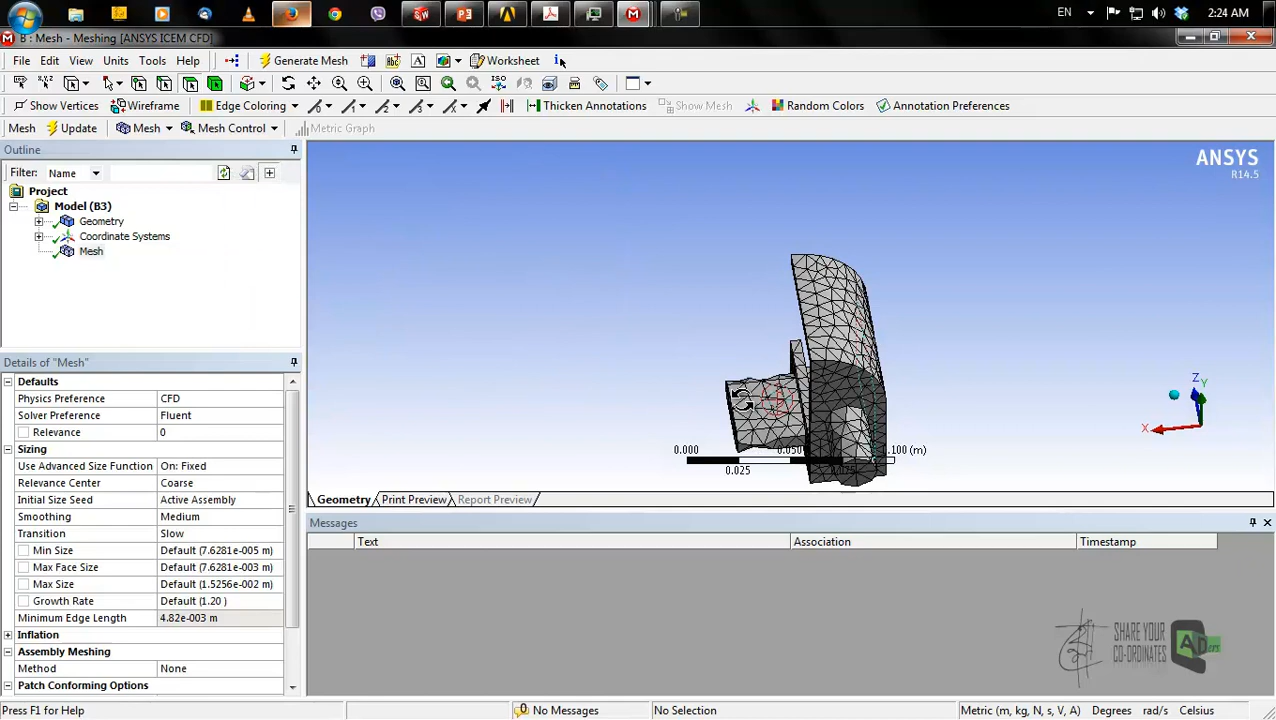 EN 2:24 AM
B : Mesh - Meshing [ANSYS ICEM CFD]
File Edit View Units Tools Help Generate Mesh Worksheet
Show Vertices Wireframe Edge Coloring Thicken Annotations Show Mesh Random Colors Annotation Preferences
Mesh Update Mesh Mesh Control Metric Graph
Outline
Filter: Name
Project
Model (B3)
Geometry
Coordinate Systems
Mesh
Details of "Mesh"
Defaults
Physics Preference CFD
Solver Preference Fluent
Relevance 0
Sizing
Use Advanced Size Function On: Fixed
Relevance Center Coarse
Initial Size Seed Active Assembly
Smoothing Medium
Transition Slow
Min Size Default (7.6281e-005 m)
Max Face Size Default (7.6281e-003 m)
Max Size Default (1.5256e-002 m)
Growth Rate Default (1.20 )
Minimum Edge Length 4.82e-003 m
Inflation
Assembly Meshing
Method None
Patch Conforming Options
ANSYS
R14.5
Z
Y
X
0.000 0.050 .100 (m)
0.025 0.075
Geometry Print Preview Report Preview
Messages
Text Association Timestamp
SHARE YOUR
CO-ORDINATES
Press F1 for Help 0 No Messages No Selection Metric (m, kg, N, s, V, A) Degrees rad/s Celsius